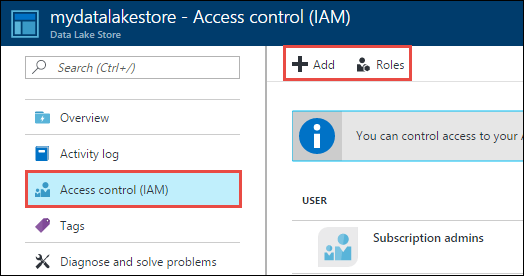 mydatalakestore - Access control (IAM)
Data Lake Store
Search (Ctrl+/)
Overview
Activity log
Access control (IAM)
Tags
Diagnose and solve problems
Add Roles
You can control access to your
USER
Subscription admins